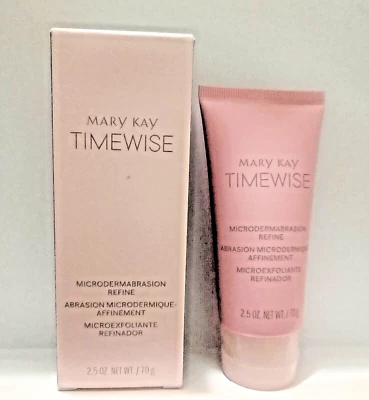 MARY KAY
TIMEWISE
MICRODERMABRASION
REFINE
ABRASION MICRODERMIQUE-
AFFINEMENT
MICROEXFOLIANTE
REFINADOR
2.5 OZ. NET WT. / 70 g
MARY KAY
TIMEWISE
MICRODERMABRASION
REFINE
ABRASION MICRODERMIQUE-
AFFINEMENT
MICROEXFOLIANTE
REFINADOR
2.5 OZ. NET WT. / 70 g